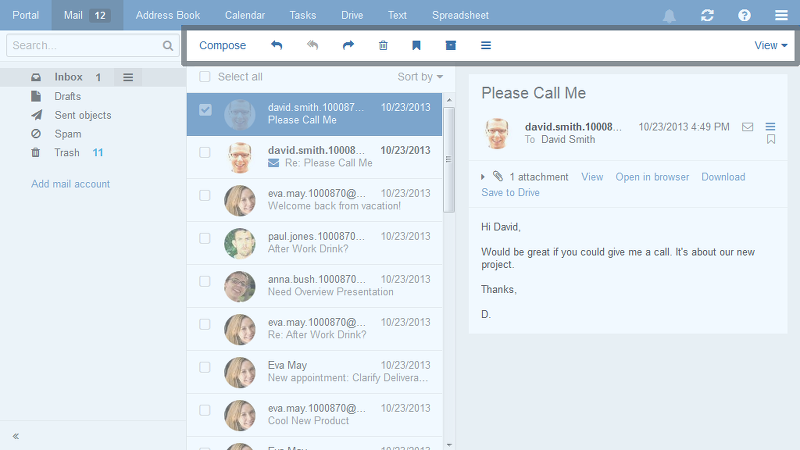 Portal Mail 12 Address Book Calendar Tasks Drive Text Spreadsheet
Search...
Compose View
Inbox 1
Drafts
Sent objects
Spam
Trash 11
Add mail account
«
Select all Sort by
david.smith.100087... 10/23/2013
Please Call Me
david.smith.10008... 10/23/2013
Re: Please Call Me
eva.may.1000870@... 10/23/2013
Welcome back from vacation!
paul.jones.1000870... 10/23/2013
After Work Drink?
anna.bush.1000870... 10/23/2013
Need Overview Presentation
eva.may.1000870@... 10/23/2013
Re: After Work Drink?
Eva May 10/23/2013
New appointment: Clarify Delivera...
eva.may.1000870@... 10/23/2013
Cool New Product
Eva May 10/23/2013
Please Call Me
david.smith.10008... 10/23/2013 4:49 PM
To David Smith
1 attachment View Open in browser Download
Save to Drive
Hi David,
Would be great if you could give me a call. It's about our new
project.
Thanks,
D.